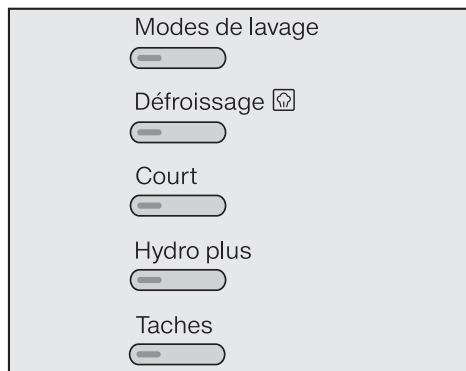 Modes de lavage
Défroissage
Court
Hydro plus
Taches